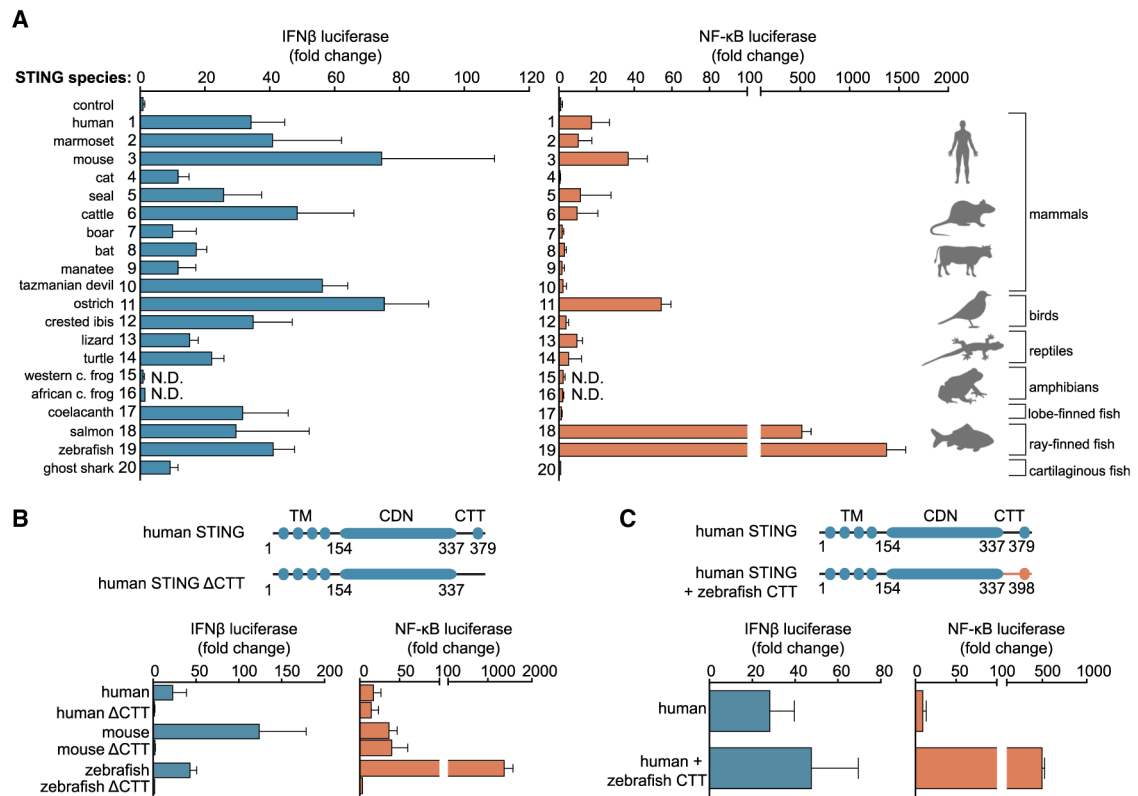 A
IFNβ luciferase
(fold change)
NF-κB luciferase
(fold change)
STING species: 0 20 40 60 80 100 120
0 20 40 60 80 100 500 1000 1500 2000
control
human 1
marmoset 2
mouse 3
cat 4
seal 5
cattle 6
boar 7
bat 8
manatee 9
tazmanian devil 10
ostrich 11
crested ibis 12
lizard 13
turtle 14
western c. frog 15 N.D.
african c. frog 16 N.D.
coelacanth 17
salmon 18
zebrafish 19
ghost shark 20
1
2
3
4
5
6
7
8
9
10
11
12
13
14
15 N.D.
16 N.D.
17
18
19
20
mammals
birds
reptiles
amphibians
lobe-finned fish
ray-finned fish
cartilaginous fish
B
TM CDN CTT
human STING
1 154 337 379
human STING ΔCTT
1 154 337
IFNβ luciferase
(fold change)
NF-κB luciferase
(fold change)
0 50 100 150 200
0 50 100 1000 2000
human
human ΔCTT
mouse
mouse ΔCTT
zebrafish
zebrafish ΔCTT
C
TM CDN CTT
human STING
1 154 337 379
human STING
+ zebrafish CTT
1 154 337 398
IFNβ luciferase
(fold change)
NF-κB luciferase
(fold change)
0 20 40 60 80
0 50 100 500 1000
human
human +
zebrafish CTT